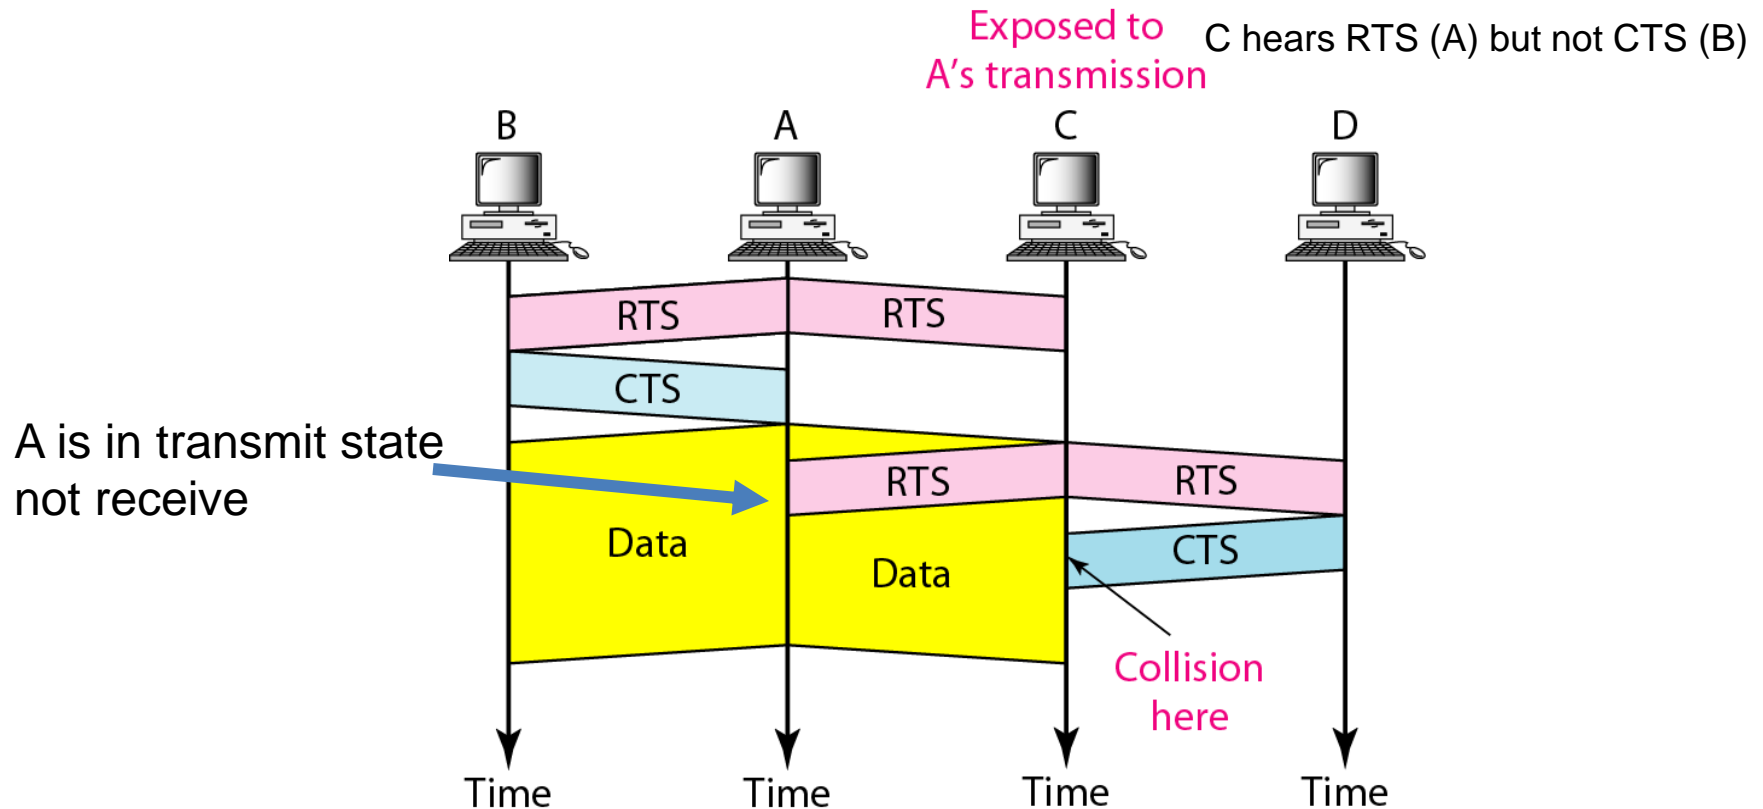 Exposed to
A's transmission
C hears RTS (A) but not CTS (B)
B
A
C
D
RTS
RTS
CTS
A is in transmit state
not receive
RTS
RTS
Data
Data
CTS
Collision
here
Time
Time
Time
Time